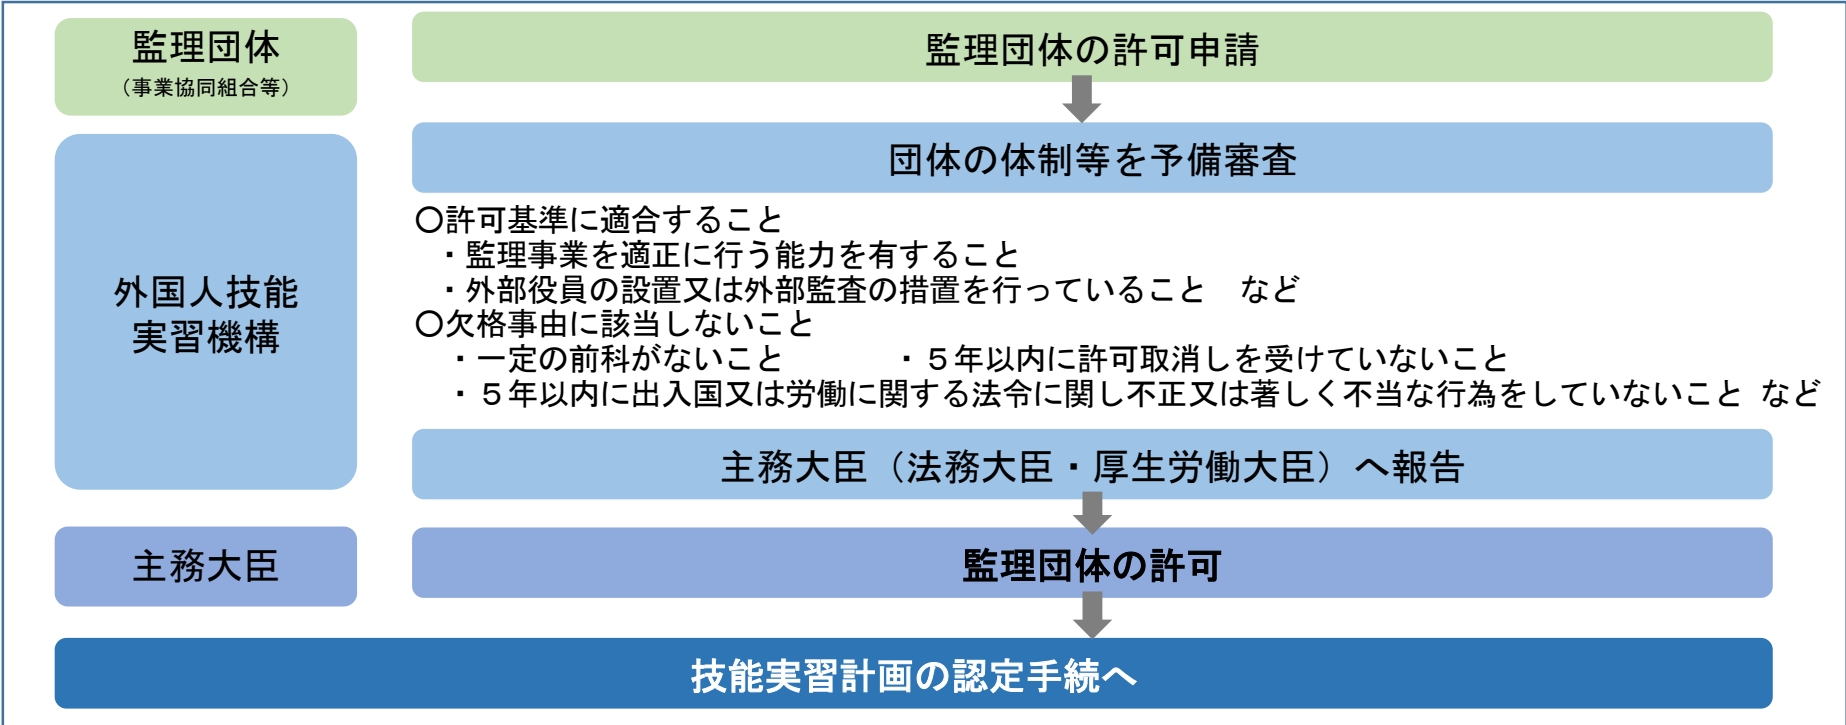 監理団体
（事業協同組合等）
監理団体の許可申請
外国人技能
実習機構
団体の体制等を予備審査
〇許可基準に適合すること
・監理事業を適正に行う能力を有すること
・外部役員の設置又は外部監査の措置を行っていること　など
〇欠格事由に該当しないこと
・一定の前科がないこと　　　・５年以内に許可取消しを受けていないこと
・５年以内に出入国又は労働に関する法令に関し不正又は著しく不当な行為をしていないこと　など
主務大臣（法務大臣・厚生労働大臣）へ報告
主務大臣
監理団体の許可
技能実習計画の認定手続へ